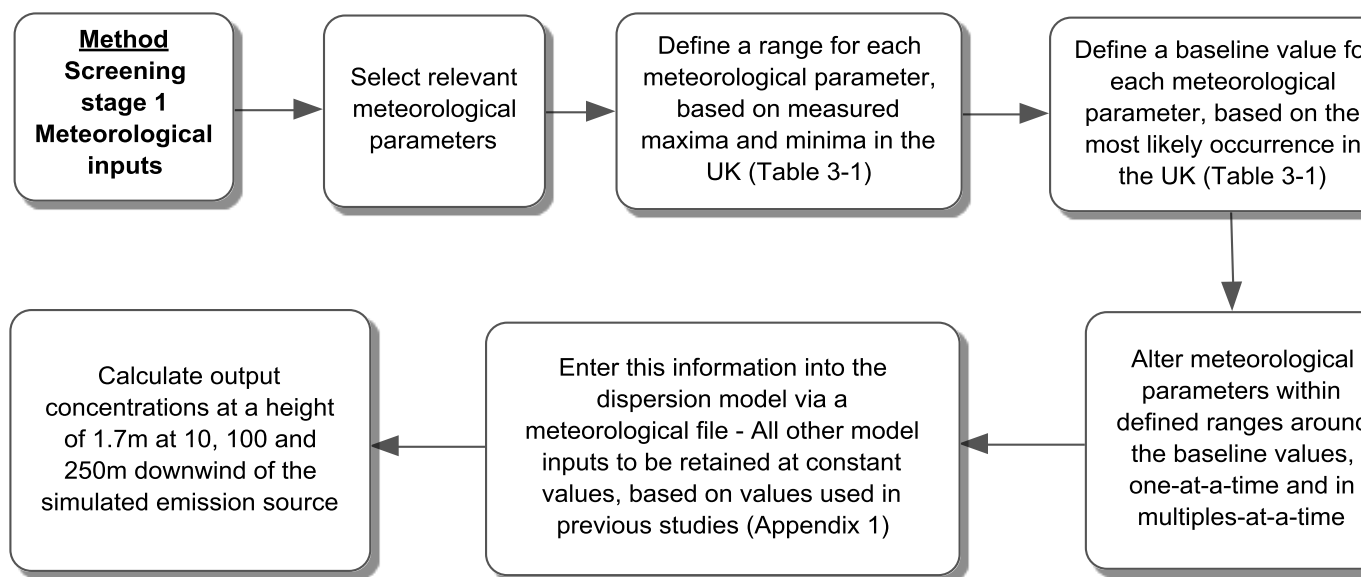 Method
Screening
stage 1
Meteorological
inputs
Select relevant
meteorological
parameters
Define a range for each
meteorological parameter,
based on measured
maxima and minima in the
UK (Table 3-1)
Define a baseline value for
each meteorological
parameter, based on the
most likely occurrence in
the UK (Table 3-1)
Alter meteorological
parameters within
defined ranges around
the baseline values,
one-at-a-time and in
multiples-at-a-time
Enter this information into the
dispersion model via a
meteorological file - All other model
inputs to be retained at constant
values, based on values used in
previous studies (Appendix 1)
Calculate output
concentrations at a height
of 1.7m at 10, 100 and
250m downwind of the
simulated emission source